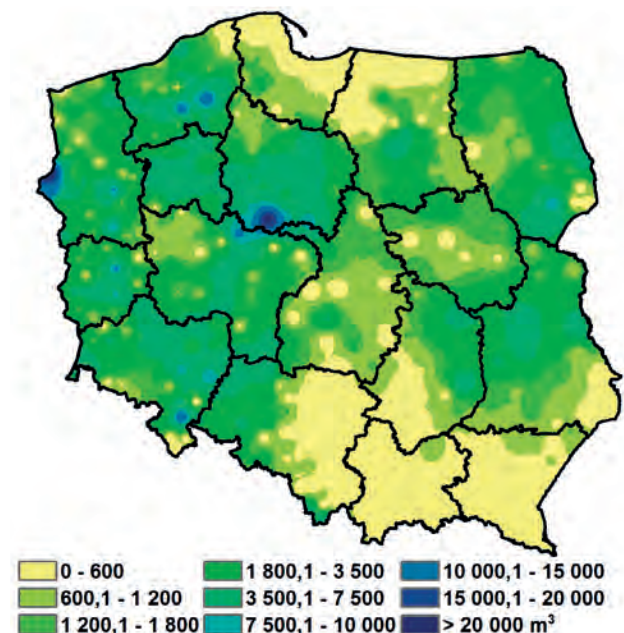 0 - 600
600,1 - 1 200
1 200,1 - 1 800
1 800,1 - 3 500
3 500,1 - 7 500
7 500,1 - 10 000
10 000,1 - 15 000
15 000,1 - 20 000
> 20 000 m³